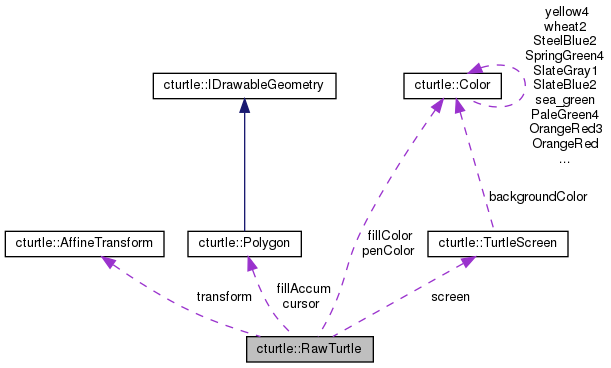 yellow4
wheat2
SteelBlue2
SpringGreen4
SlateGray1
SlateBlue2
sea_green
PaleGreen4
OrangeRed3
OrangeRed
...
cturtle::IDrawableGeometry
cturtle::Color
backgroundColor
cturtle::AffineTransform
cturtle::Polygon
fillColor
penColor
cturtle::TurtleScreen
transform
fillAccum
cursor
screen
cturtle::RawTurtle